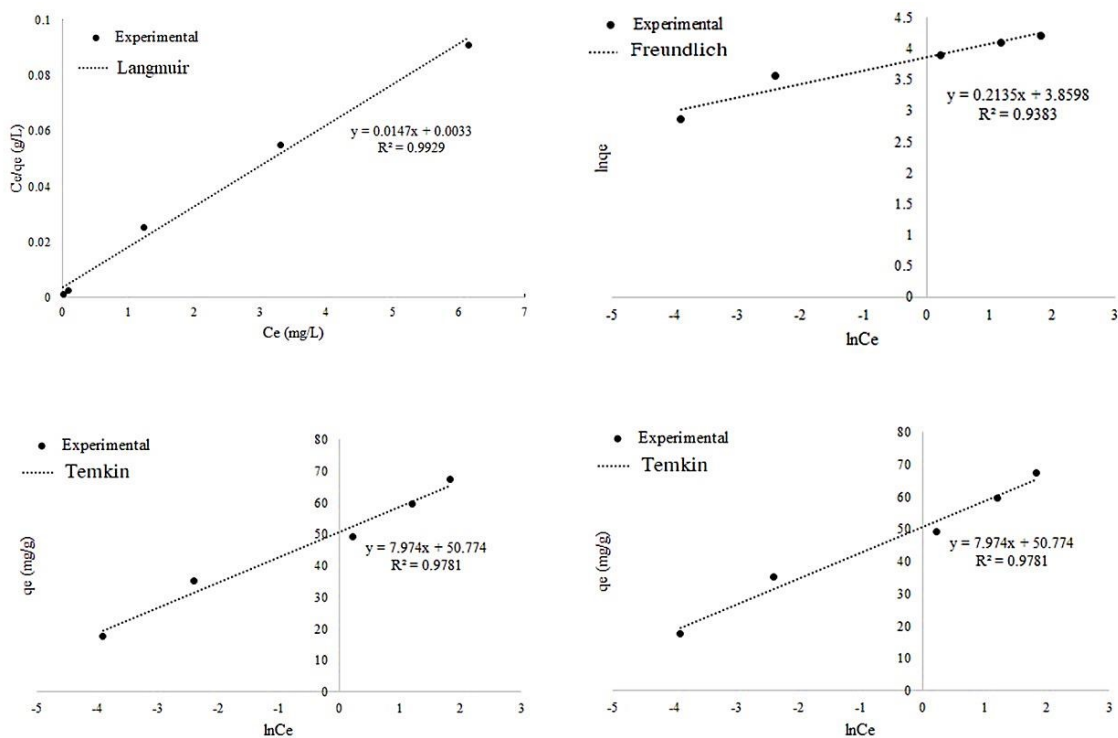 Experimental
Langmuir
y = 0.0147x + 0.0033
R² = 0.9929
Ce/qe (g/L)
0.1
0.08
0.06
0.04
0.02
0
0 1 2 3 4 5 6 7
Ce (mg/L)
Experimental
Freundlich
y = 0.2135x + 3.8598
R² = 0.9383
lnqe
4.5
4
3.5
3
2.5
2
1.5
1
0.5
0
-5 -4 -3 -2 -1 0 1 2 3
lnCe
Experimental
Temkin
y = 7.974x + 50.774
R² = 0.9781
qe (mg/g)
80
70
60
50
40
30
20
10
0
-5 -4 -3 -2 -1 0 1 2 3
lnCe
Experimental
Temkin
y = 7.974x + 50.774
R² = 0.9781
qe (mg/g)
80
70
60
50
40
30
20
10
0
-5 -4 -3 -2 -1 0 1 2 3
lnCe